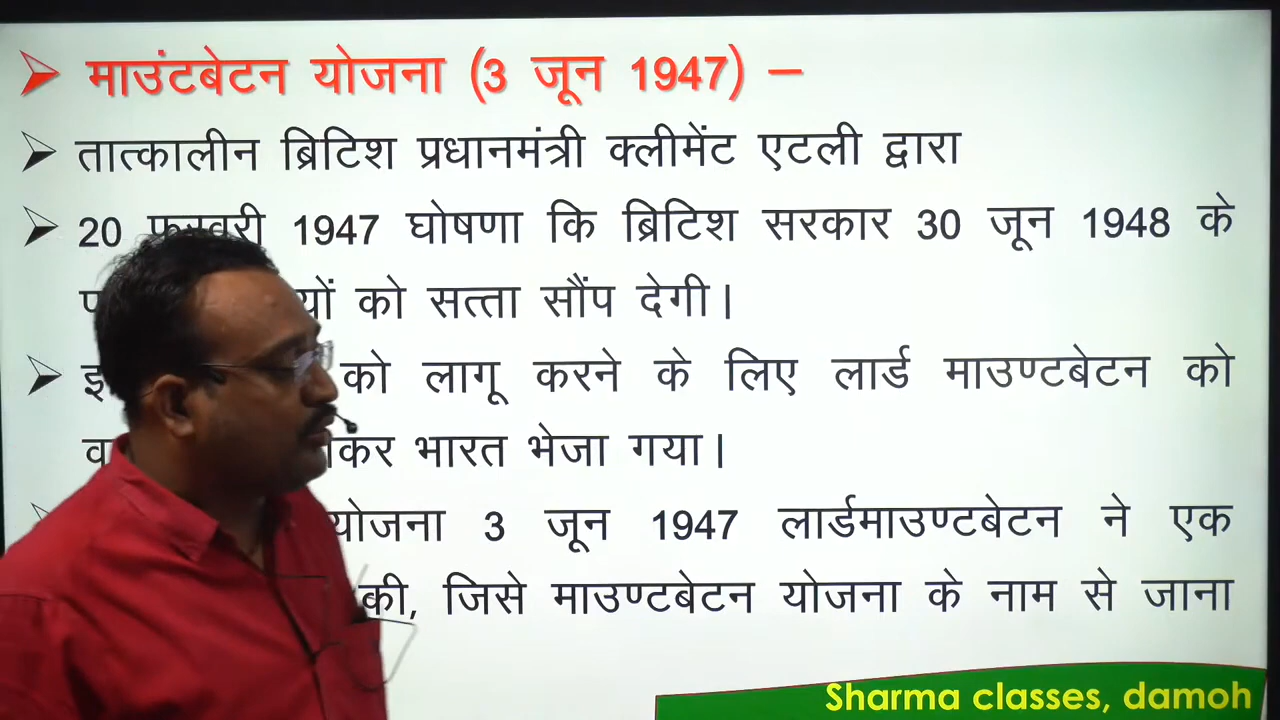 माउंटबेटन योजना (3 जून 1947) –
तात्कालीन ब्रिटिश प्रधानमंत्री क्लीमेंट एटली द्वारा
20 फरवरी 1947 घोषणा कि ब्रिटिश सरकार 30 जून 1948 के
को सत्ता सौंप देगी।
को लागू करने के लिए लार्ड माउण्टबेटन को
भारत भेजा गया।
योजना 3 जून 1947 लार्डमाउण्टबेटन ने एक
की, जिसे माउण्टबेटन योजना के नाम से जाना
Sharma classes, damoh